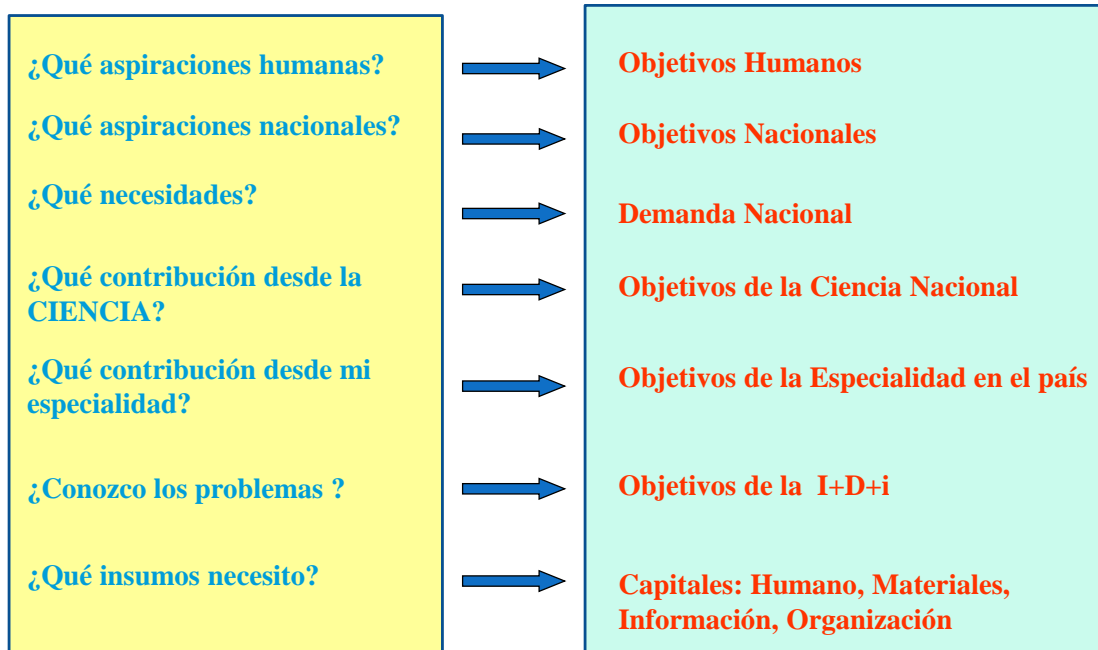 ¿Qué aspiraciones humanas?
Objetivos Humanos
¿Qué aspiraciones nacionales?
Objetivos Nacionales
¿Qué necesidades?
Demanda Nacional
¿Qué contribución desde la
CIENCIA?
Objetivos de la Ciencia Nacional
¿Qué contribución desde mi
especialidad?
Objetivos de la Especialidad en el país
¿Conozco los problemas ?
Objetivos de la I+D+i
¿Qué insumos necesito?
Capitales: Humano, Materiales,
Información, Organización